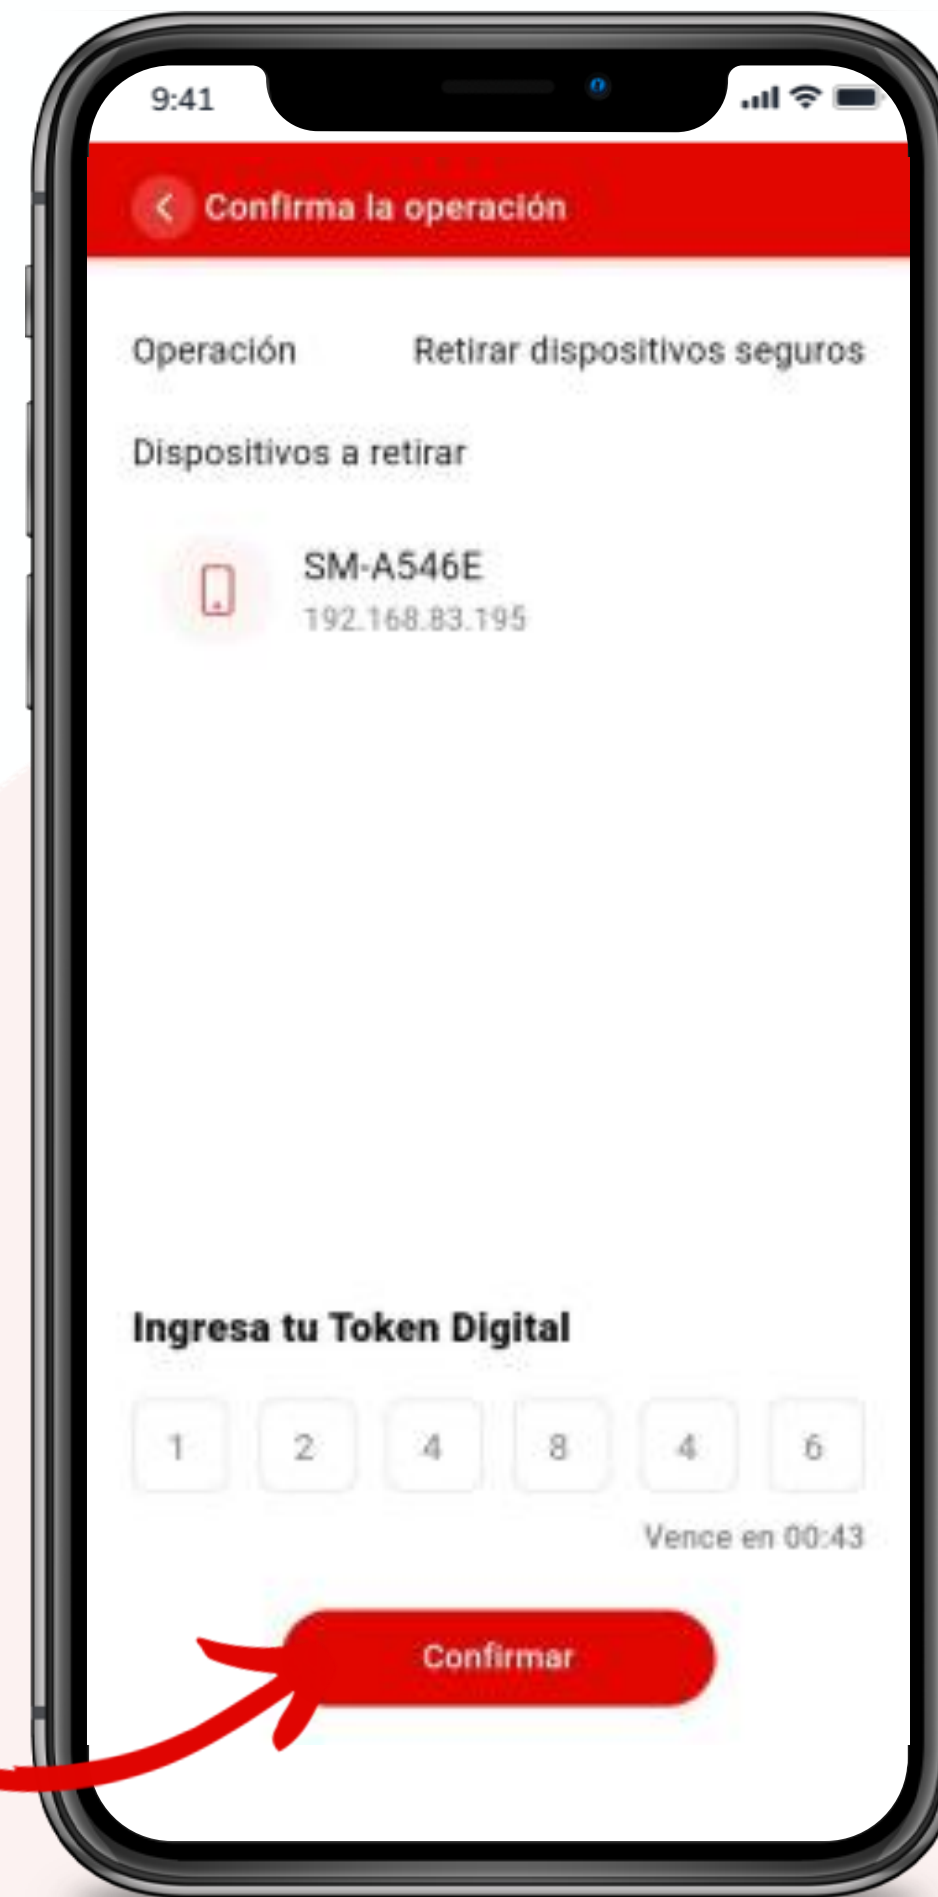 9:41
Confirma la operación
Operación Retirar dispositivos seguros
Dispositivos a retirar
SM-A546E
192.168.83.195
Ingresa tu Token Digital
1 2 4 8 4 6
Vence en 00:43
Confirmar